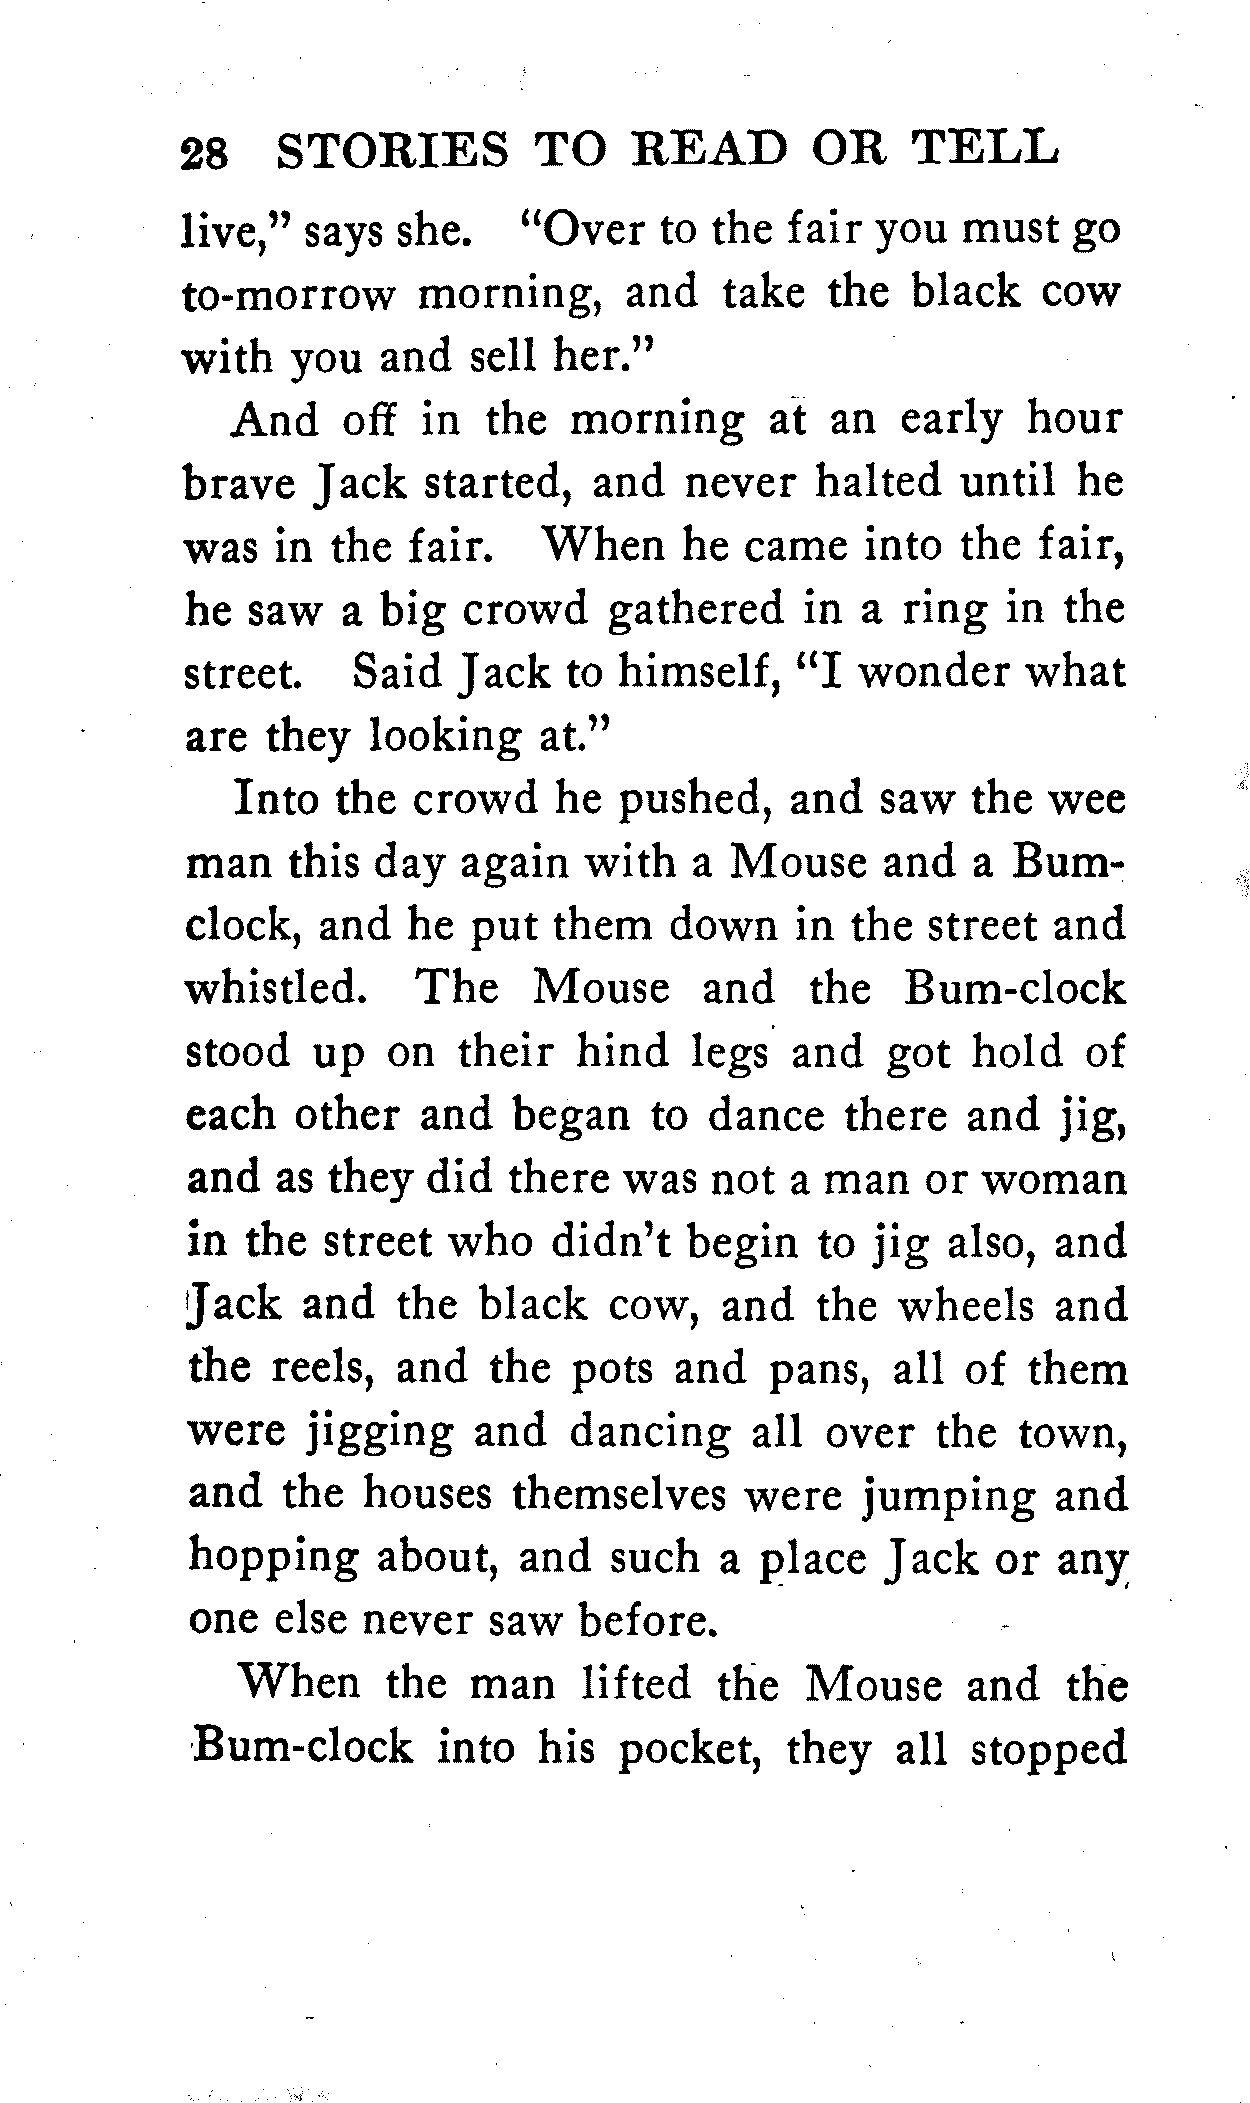 28 STORIES TO READ OR TELL
live,” says she. “Over to the fair you must go
to-morrow morning, and take the black cow
with you and sell her.”
And off in the morning at an early hour
brave Jack started, and never halted until he
was in the fair. When he came into the fair,
he saw a big crowd gathered in a ring in the
street. Said Jack to himself, “I wonder what
are they looking at.”
Into the crowd he pushed, and saw the wee
man this day again with a Mouse and a Bum-
clock, and he put them down in the street and
whistled. The Mouse and the Bum-clock
stood up on their hind legs and got hold of
each other and began to dance there and jig,
and as they did there was not a man or woman
in the street who didn’t begin to jig also, and
Jack and the black cow, and the wheels and
the reels, and the pots and pans, all of them
were jigging and dancing all over the town,
and the houses themselves were jumping and
hopping about, and such a place Jack or any
one else never saw before.
When the man lifted the Mouse and the
Bum-clock into his pocket, they all stopped